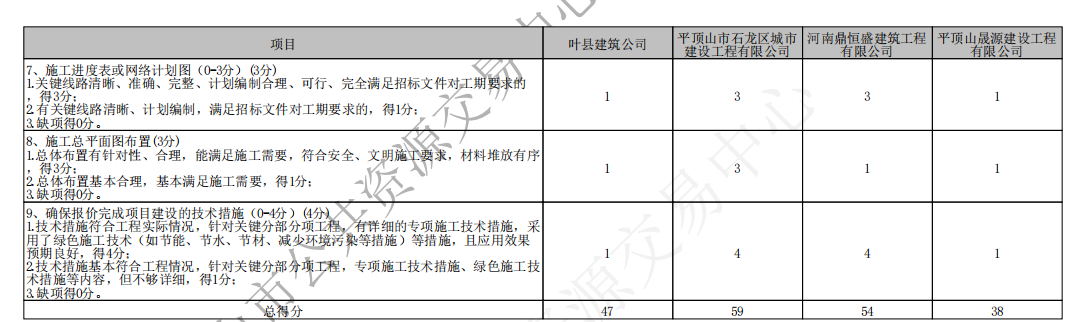 项目
叶县建筑公司
平顶山市石龙区城市
建设工程有限公司
河南鼎恒盛建筑工程
有限公司
平顶山晟源建设工程
有限公司
7、施工进度表或网络计划图（0-3分）(3分)
1.关键线路清晰、准确、完整、计划编制合理、可行、完全满足招标文件对工期要求的
，得3分；
2.有关键线路清晰、计划编制，满足招标文件对工期要求的，得1分；
3.缺项得0分。
1
3
3
1
8、施工总平面图布置(3分)
1.总体布置有针对性、合理，能满足施工需要，符合安全、文明施工要求，材料堆放有序
，得3分；
2.总体布置基本合理，基本满足施工需要，得1分；
3.缺项得0分。
1
3
1
1
9、确保报价完成项目建设的技术措施（0-4分）(4分)
1.技术措施符合工程实际情况，针对关键分部分项工程，有详细的专项施工技术措施，采
用了绿色施工技术（如节能、节水、节材、减少环境污染等措施）等措施，且应用效果
预期良好，得4分；
2.技术措施基本符合工程情况，针对关键分部分项工程，专项施工技术措施、绿色施工技
术措施等内容，但不够详细，得1分；
3.缺项得0分。
1
4
4
1
总得分
47
59
54
38
山市公共资源交易中心
资源交易中心